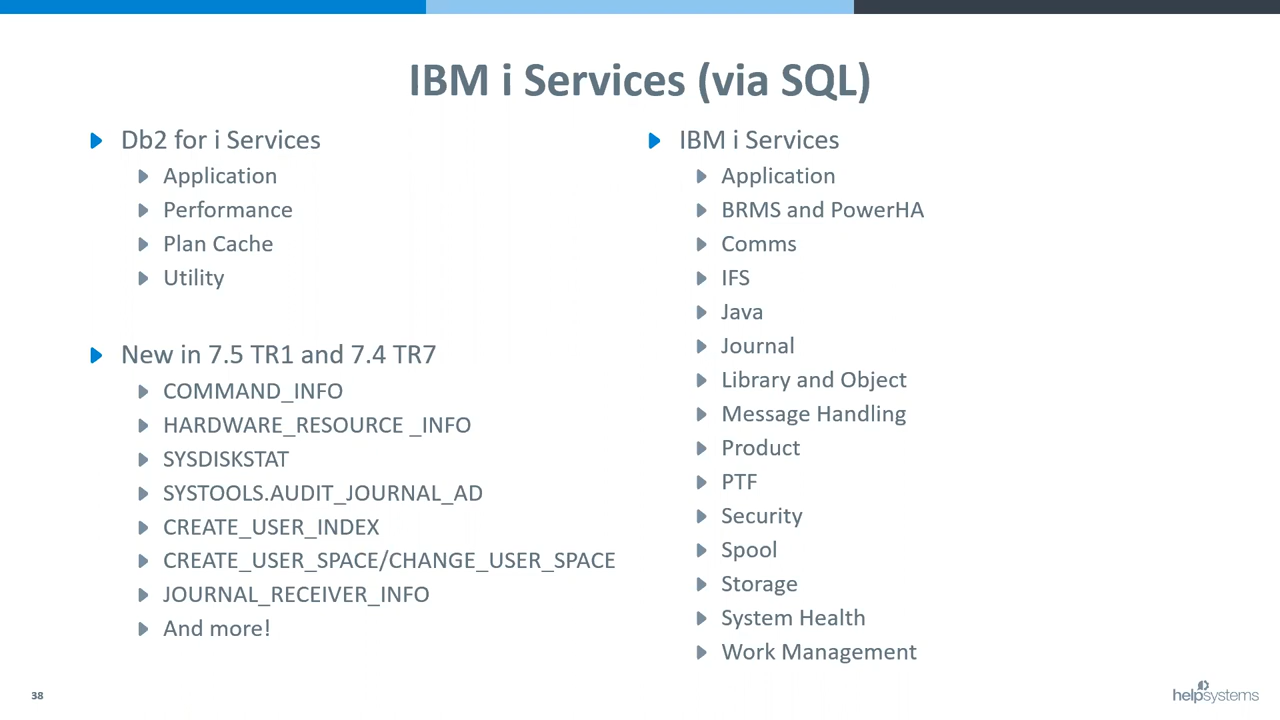 IBM i Services (via SQL)
Db2 for i Services
Application
Performance
Plan Cache
Utility
New in 7.5 TR1 and 7.4 TR7
COMMAND_INFO
HARDWARE_RESOURCE _INFO
SYSDISKSTAT
SYSTOOLS.AUDIT_JOURNAL_AD
CREATE_USER_INDEX
CREATE_USER_SPACE/CHANGE_USER_SPACE
JOURNAL_RECEIVER_INFO
And more!
IBM i Services
Application
BRMS and PowerHA
Comms
IFS
Java
Journal
Library and Object
Message Handling
Product
PTF
Security
Spool
Storage
System Health
Work Management
38
helpsystems